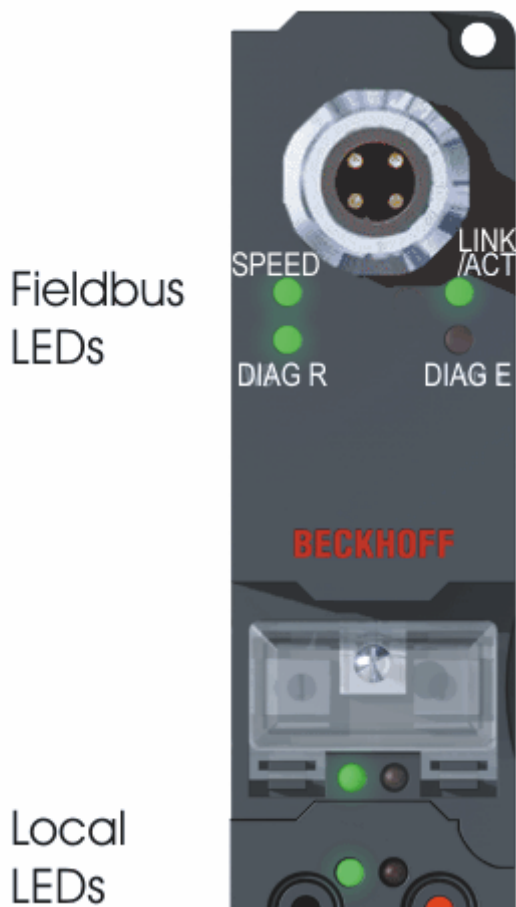 SPEED
LINK
/ACT
Fieldbus
LEDs
DIAG R
DIAG E
BECKHOFF
Local
LEDs